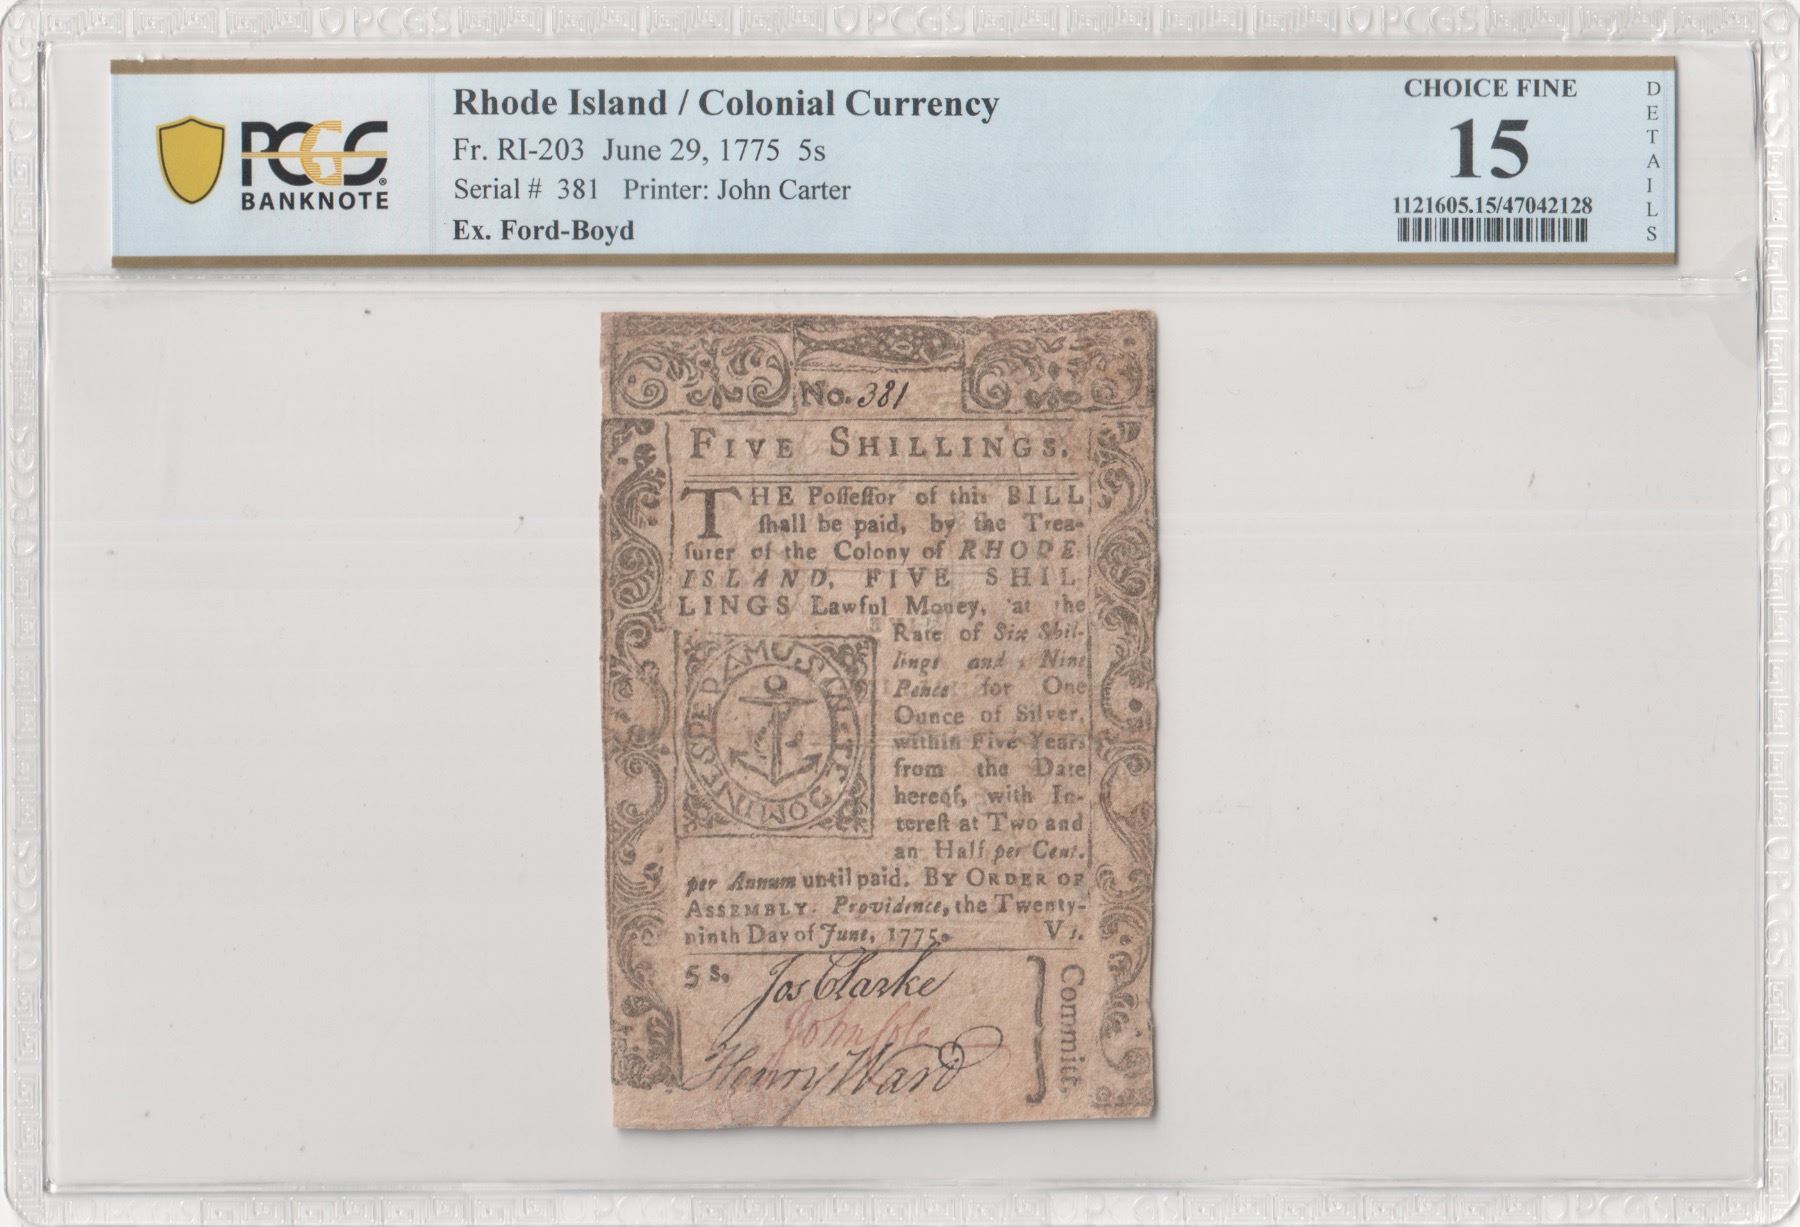 Rhode Island / Colonial Currency
Fr. RI-203 June 29, 1775 5s
Serial # 381 Printer: John Carter
Ex. Ford-Boyd
PCGS
BANKNOTE
CHOICE FINE
15
1121605.15/47042128
DETAILS
No. 381
FIVE SHILLINGS.
THE Poſſeſſor of this BILL
ſhall be paid, by the Trea-
ſurer of the Colony of RHODE
ISLAND, FIVE SHIL
LINGS Lawful Money, at the
Rate of Six Shil-
lings and Nine
Pence for One
Ounce of Silver,
within Five Years
from the Date
hereof, with In-
tereſt at Two and
an Half per Cent.
per Annum until paid. BY ORDER OF
ASSEMBLY. Providence, the Twenty-
ninth Day of June, 1775. V s.
IN TE DOMINE SPERAMUS
5 s. Jos Clarke
John Cole
Henry Ward
Committ.